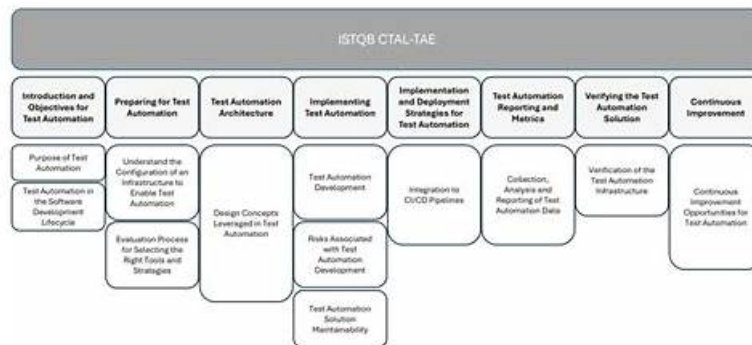 ISTQB CTAL-TAE
Introduction and
Objectives for
Test Automation
Preparing for Test
Automation
Test Automation
Architecture
Implementing
Test Automation
Implementation
and Deployment
Strategies for
Test Automation
Test Automation
Reporting and
Metrics
Verifying the Test
Automation
Solution
Continuous
Improvement
Purpose of Test
Automation
Test Automation in
the Software
Development
Lifecycle
Understand the
Configuration of an
Infrastructure to
Enable Test
Automation
Evaluation Process
for Selecting the
Right Tools and
Strategies
Design Concepts
Leveraged in Test
Automation
Test Automation
Development
Risks Associated
with Test
Automation
Development
Test Automation
Solution
Maintainability
Integration to
CI/CD Pipelines
Collection,
Analysis and
Reporting of Test
Automation Data
Verification of the
Test Automation
Infrastructure
Continuous
Improvement
Opportunities for
Test Automation